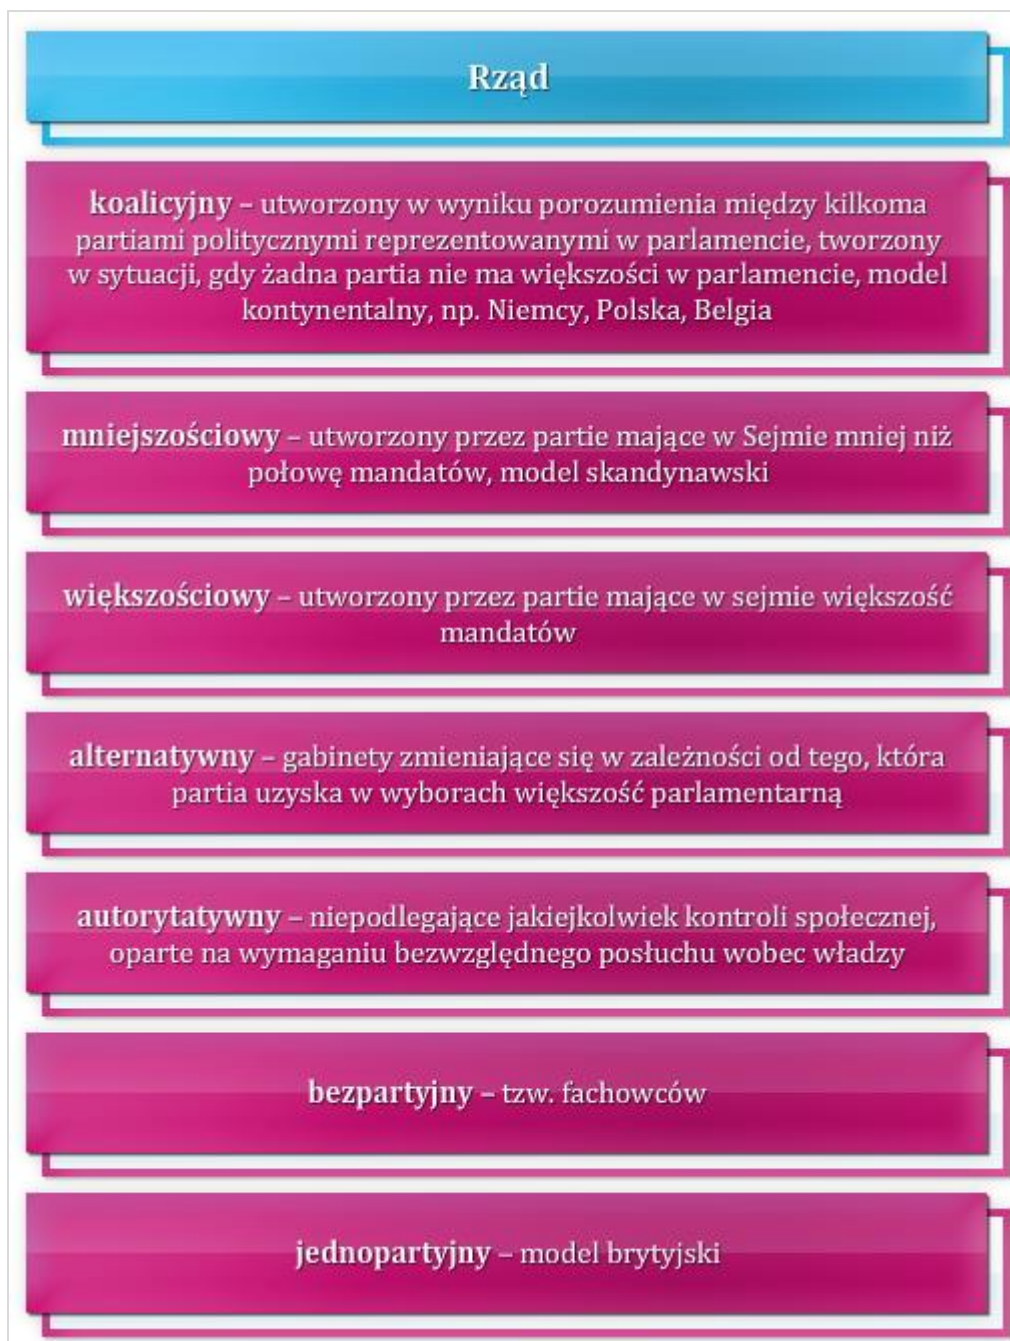 Rząd
koalicyjny – utworzony w wyniku porozumienia między kilkoma
partiami politycznymi reprezentowanymi w parlamencie, tworzony
w sytuacji, gdy żadna partia nie ma większości w parlamencie, model
kontynentalny, np. Niemcy, Polska, Belgia
mniejszościowy – utworzony przez partie mające w Sejmie mniej niż
połowę mandatów, model skandynawski
większościowy – utworzony przez partie mające w sejmie większość
mandatów
alternatywny – gabinety zmieniające się w zależności od tego, która
partia uzyska w wyborach większość parlamentarną
autorytatywny – niepodlegające jakiejkolwiek kontroli społecznej,
oparte na wymaganiu bezwzględnego posłuchu wobec władzy
bezpartyjny – tzw. fachowców
jednopartyjny – model brytyjski